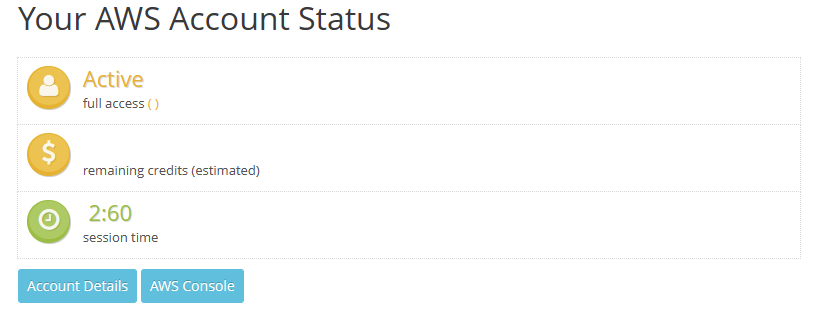 Your AWS Account Status
Active
full access ( )
$
remaining credits (estimated)
2:60
session time
Account Details
AWS Console